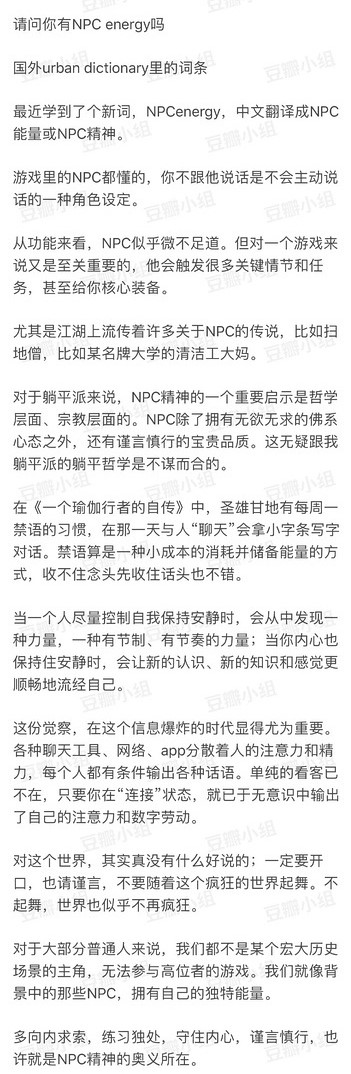 请问你有NPC energy吗
国外urban dictionary里的词条
最近学到了个新词，NPCenergy，中文翻译成NPC
能量或NPC精神。
游戏里的NPC都懂的，你不跟他说话是不会主动说
话的一种角色设定。
从功能来看，NPC似乎微不足道。但对一个游戏来
说又是至关重要的，他会触发很多关键情节和任
务，甚至给你核心装备。
尤其是江湖上流传着许多关于NPC的传说，比如扫
地僧，比如某名牌大学的清洁工大妈。
对于躺平派来说，NPC精神的一个重要启示是哲学
层面、宗教层面的。NPC除了拥有无欲无求的佛系
心态之外，还有谨言慎行的宝贵品质。这无疑跟我
躺平派的躺平哲学是不谋而合的。
在《一个瑜伽行者的自传》中，圣雄甘地有每周一
禁语的习惯，在那一天与人“聊天”会拿小字条写字
对话。禁语算是一种小成本的消耗并储备能量的方
式，收不住念头先收住话头也不错。
当一个人尽量控制自我保持安静时，会从中发现一
种力量，一种有节制、有节奏的力量；当你内心也
保持住安静时，会让新的认识、新的知识和感觉更
顺畅地流经自己。
这份觉察，在这个信息爆炸的时代显得尤为重要。
各种聊天工具、网络、app分散着人的注意力和精
力，每个人都有条件输出各种话语。单纯的看客已
不在，只要你在“连接”状态，就已于无意识中输出
了自己的注意力和数字劳动。
对这个世界，其实真没有什么好说的；一定要开
口，也请谨言，不要随着这个疯狂的世界起舞。不
起舞，世界也似乎不再疯狂。
对于大部分普通人来说，我们都不是某个宏大历史
场景的主角，无法参与高位者的游戏。我们就像背
景中的那些NPC，拥有自己的独特能量。
多向内求索，练习独处，守住内心，谨言慎行，也
许就是NPC精神的奥义所在。
豆瓣小组